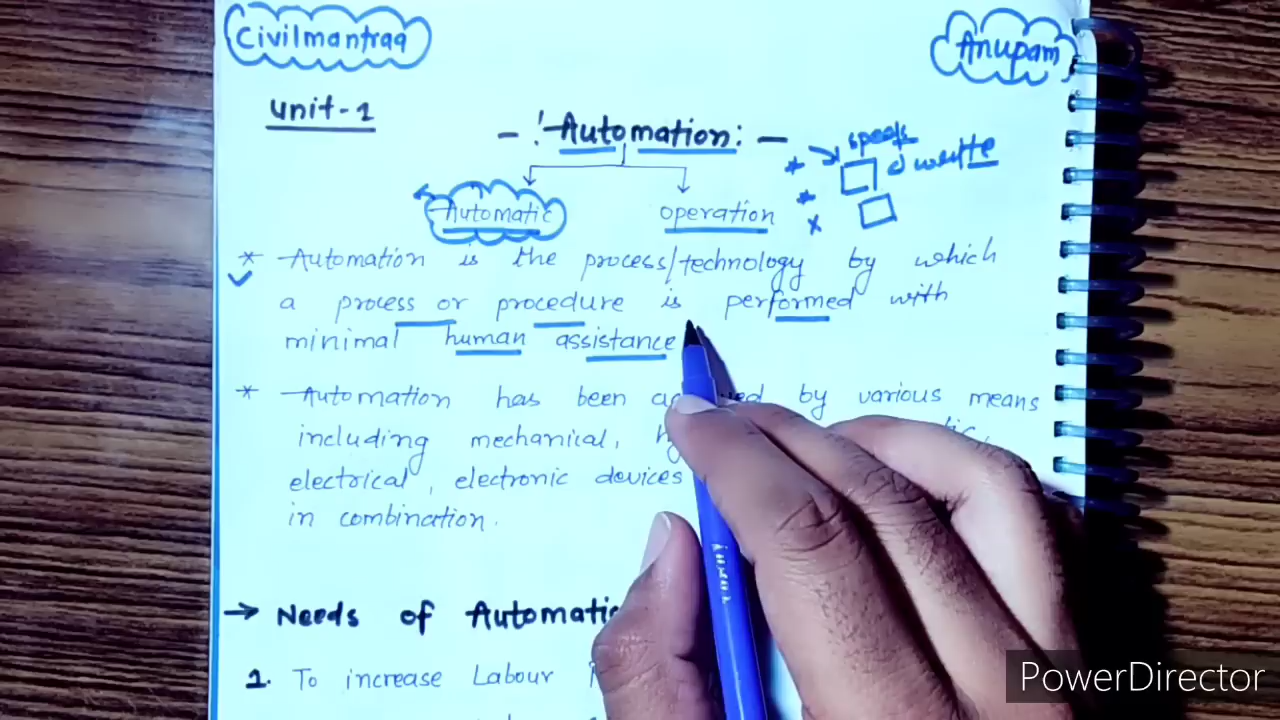 Civilmantraa
Anupam
Unit-1
-: Automation: -
speeds
Automatic
operation
* Automation is the process/technology by which
a process or procedure is performed with
minimal human assistance
* Automation has been by various means
including mechanical,
electrical, electronic devices
in combination.
→ Needs of
1. To increase Labour
PowerDirector